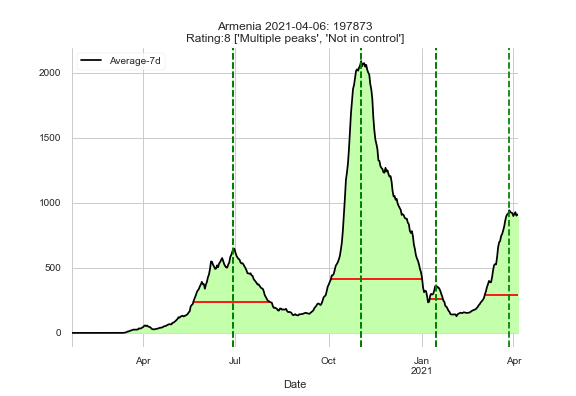 Armenia 2021-04-06: 197873
Rating:8 ['Multiple peaks', 'Not in control']
Average-7d
2000
1500
1000
500
0
Apr
Jul
Oct
Jan
2021
Apr
Date